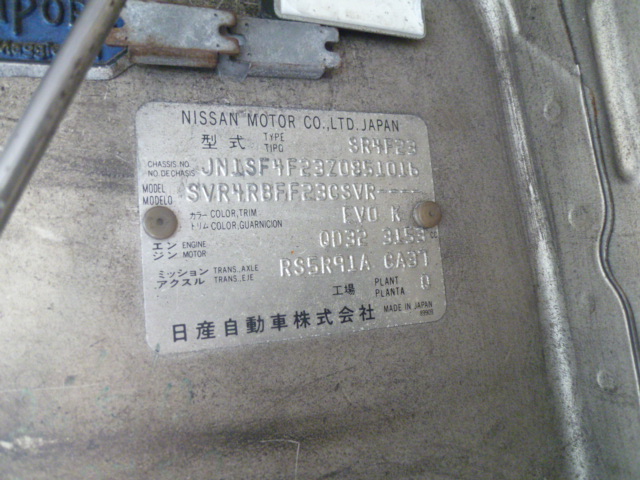 NISSAN MOTOR CO.,LTD. JAPAN
型式 TYPE TIPO SR4F23
CHASSIS NO. NO. DE CHASIS JN1SF4F23Z0851016
MODEL MODELO SVR4RBFF23GSVR----
カラー COLOR,TRIM トリム COLOR,GUARNICION EVO K
エンジン ENGINE MOTOR QD32 3153
ミッション TRANS.,AXLE アクスル TRANS.,EJE RS5R91A CA37
工場 PLANT PLANTA 0
日産自動車株式会社 MADE IN JAPAN